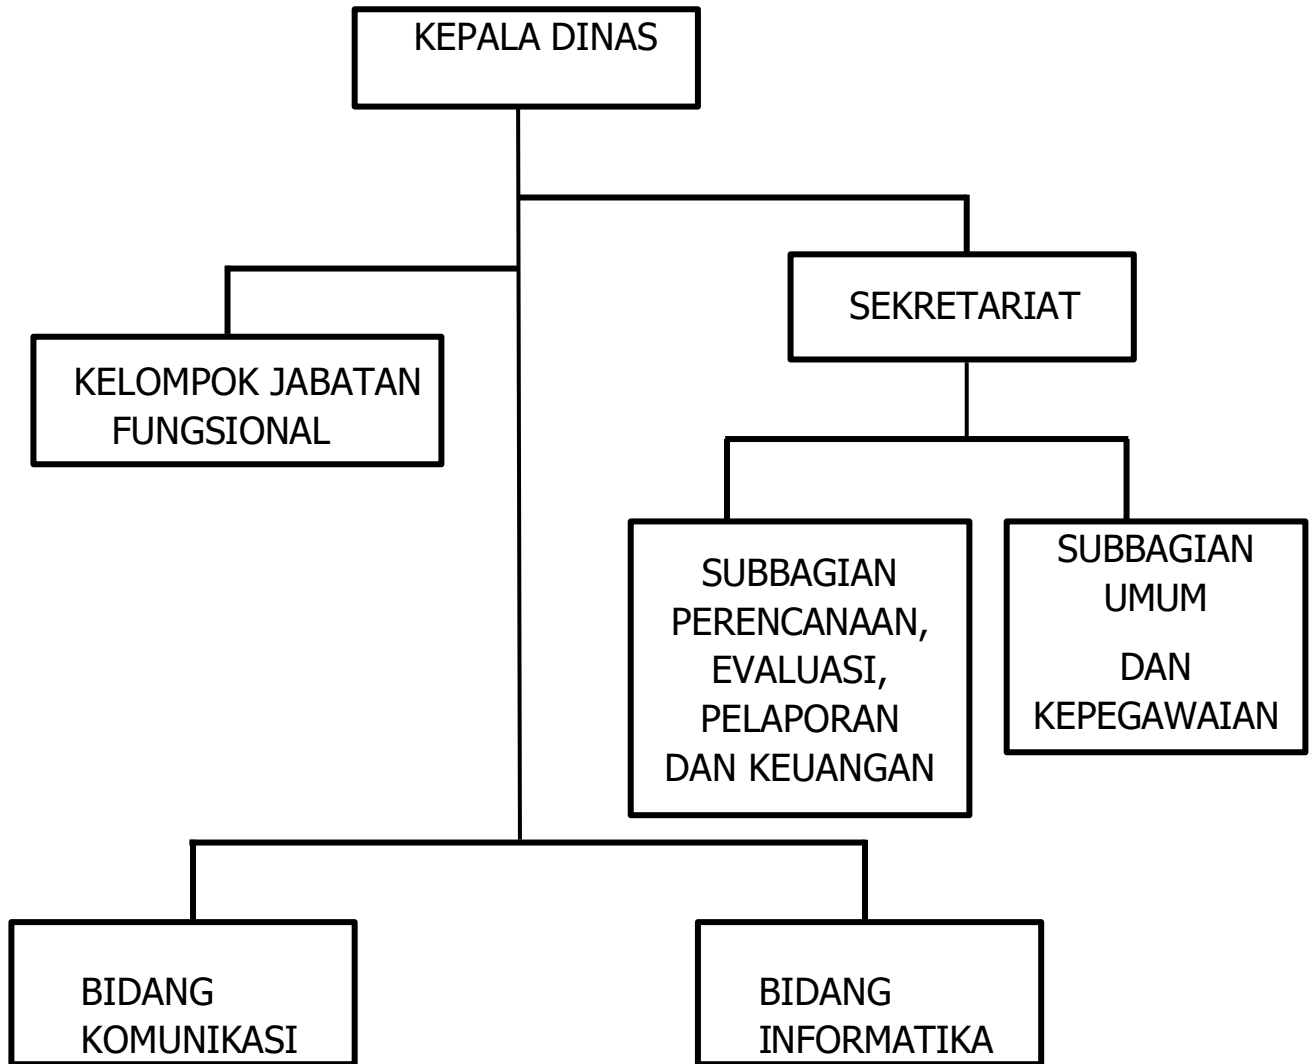 KEPALA DINAS
SEKRETARIAT
KELOMPOK JABATAN
FUNGSIONAL
SUBBAGIAN
PERENCANAAN,
EVALUASI,
PELAPORAN
DAN KEUANGAN
SUBBAGIAN
UMUM
DAN
KEPEGAWAIAN
BIDANG
KOMUNIKASI
BIDANG
INFORMATIKA